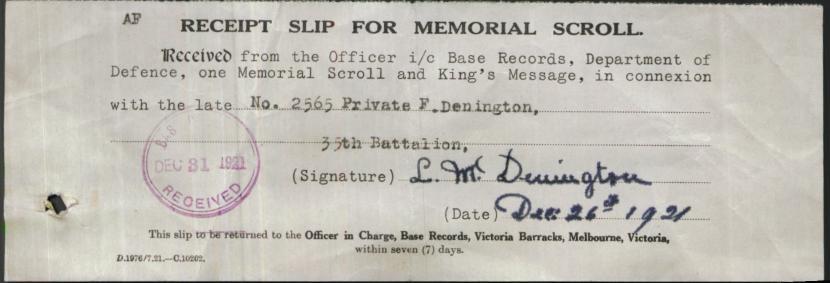 AF
RECEIPT SLIP FOR MEMORIAL SCROLL.
Received from the Officer i/c Base Records, Department of
Defence, one Memorial Scroll and King's Message, in connexion
with the late No. 2565 Private F. Denington,
35th Battalion,
DEC 31 1921
RECEIVED
(Signature) L. Mc Denington
(Date) Dec 26th 1921
This slip to be returned to the Officer in Charge, Base Records, Victoria Barracks, Melbourne, Victoria,
within seven (7) days.
D.1976/7.21.—C.10202.